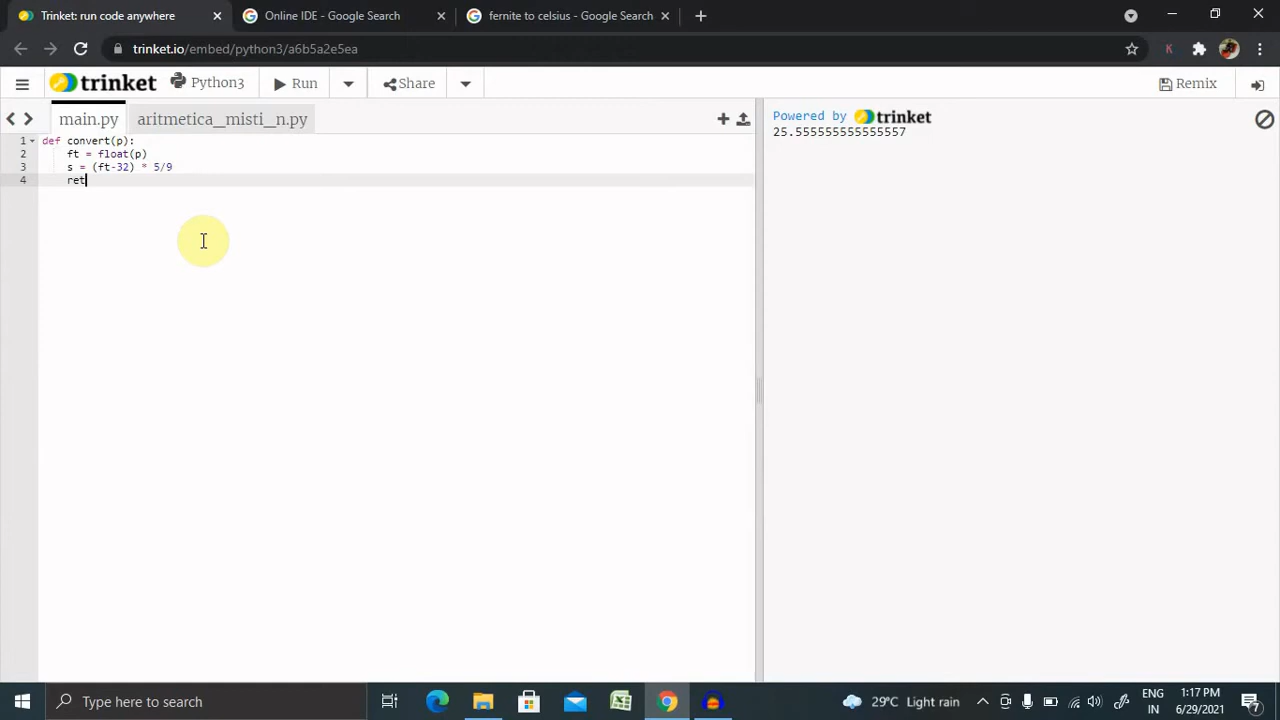 Trinket: run code anywhere
Online IDE - Google Search
fernite to celsius - Google Search
trinket.io/embed/python3/a6b5a2e5ea
K
trinket Python3 Run Share Remix
main.py aritmetica_misti_n.py
Powered by trinket
25.555555555555557
1 def convert(p):
2 ft = float(p)
3 s = (ft-32) * 5/9
4 ret
Type here to search
29°C Light rain
ENG
IN
1:17 PM
6/29/2021
7